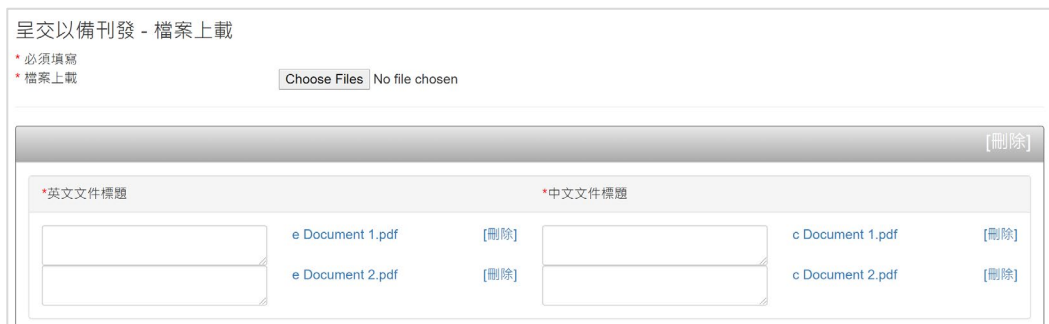 呈交以備刊發 - 檔案上載
* 必須填寫
* 檔案上載 Choose Files No file chosen
[刪除]
*英文文件標題 *中文文件標題
e Document 1.pdf [刪除] c Document 1.pdf [刪除]
e Document 2.pdf [刪除] c Document 2.pdf [刪除]